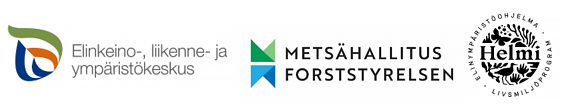 Elinkeino-, liikenne- ja
ympäristökeskus
METSÄHALLITUS
FORSTSTYRELSEN
ELINYMPÄRISTÖOHJELMA
Helmi
LIVSMILJÖPROGRAM